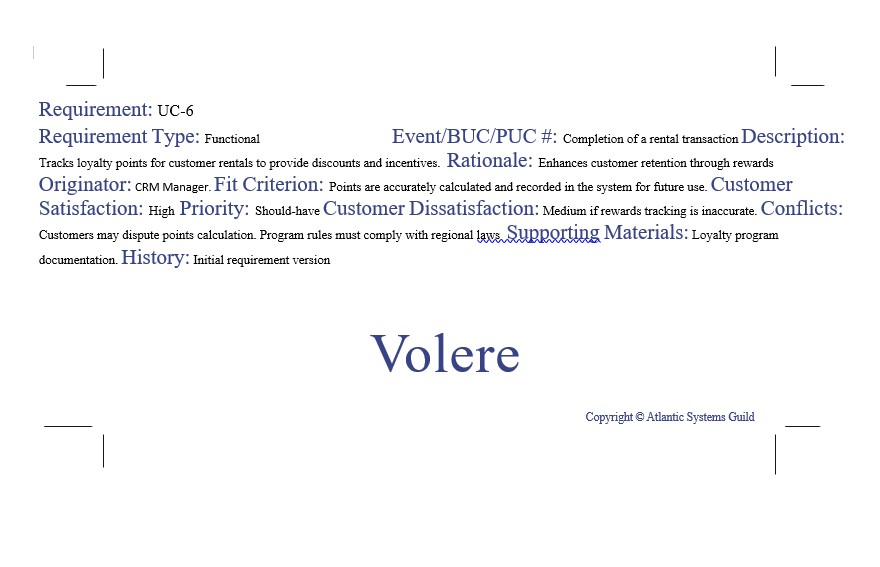 Requirement: UC-6
Requirement Type: Functional Event/BUC/PUC #: Completion of a rental transaction Description:
Tracks loyalty points for customer rentals to provide discounts and incentives. Rationale: Enhances customer retention through rewards
Originator: CRM Manager. Fit Criterion: Points are accurately calculated and recorded in the system for future use. Customer
Satisfaction: High Priority: Should-have Customer Dissatisfaction: Medium if rewards tracking is inaccurate. Conflicts:
Customers may dispute points calculation. Program rules must comply with regional laws. Supporting Materials: Loyalty program
documentation. History: Initial requirement version
Volere
Copyright © Atlantic Systems Guild